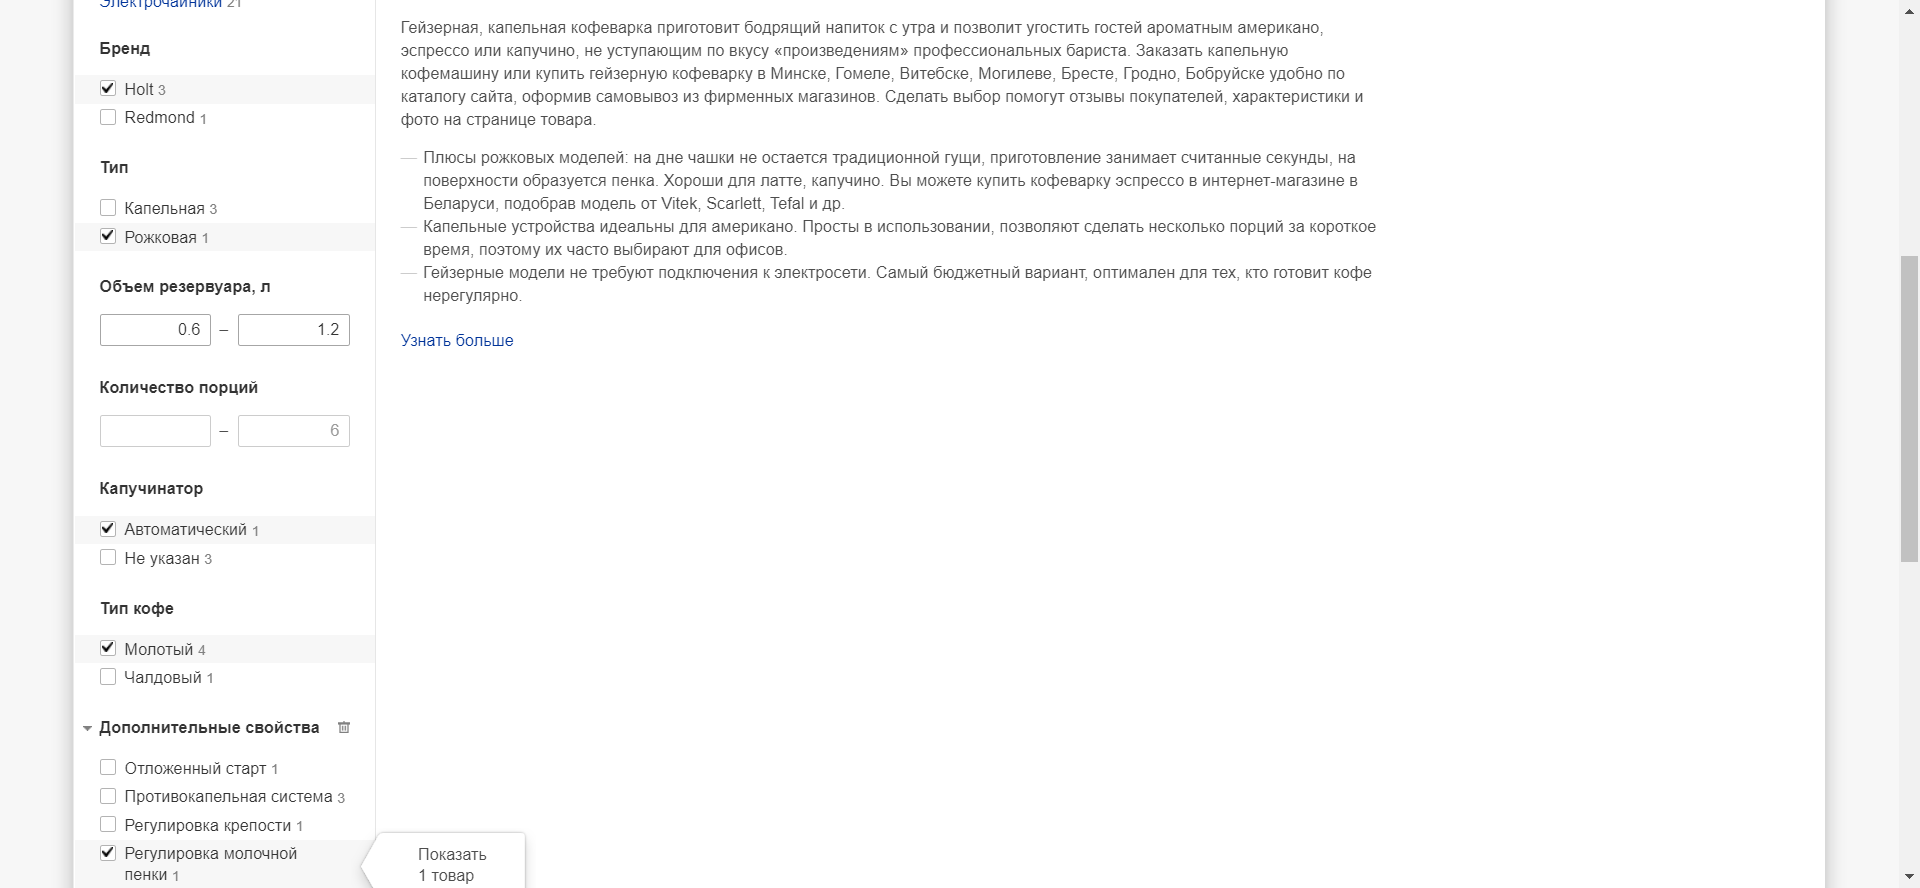 Электрочайники 21
Бренд
Holt 3
Redmond 1
Тип
Капельная 3
Рожковая 1
Объем резервуара, л
0.6 – 1.2
Количество порций
– 6
Капучинатор
Автоматический 1
Не указан 3
Тип кофе
Молотый 4
Чалдовый 1
Дополнительные свойства
Отложенный старт 1
Противокапельная система 3
Регулировка крепости 1
Регулировка молочной
пенки 1
Показать
1 товар
Гейзерная, капельная кофеварка приготовит бодрящий напиток с утра и позволит угостить гостей ароматным американо,
эспрессо или капучино, не уступающим по вкусу «произведениям» профессиональных бариста. Заказать капельную
кофемашину или купить гейзерную кофеварку в Минске, Гомеле, Витебске, Могилеве, Бресте, Гродно, Бобруйске удобно по
каталогу сайта, оформив самовывоз из фирменных магазинов. Сделать выбор помогут отзывы покупателей, характеристики и
фото на странице товара.
— Плюсы рожковых моделей: на дне чашки не остается традиционной гущи, приготовление занимает считанные секунды, на
поверхности образуется пенка. Хороши для латте, капучино. Вы можете купить кофеварку эспрессо в интернет-магазине в
Беларуси, подобрав модель от Vitek, Scarlett, Tefal и др.
— Капельные устройства идеальны для американо. Просты в использовании, позволяют сделать несколько порций за короткое
время, поэтому их часто выбирают для офисов.
— Гейзерные модели не требуют подключения к электросети. Самый бюджетный вариант, оптимален для тех, кто готовит кофе
нерегулярно.
Узнать больше